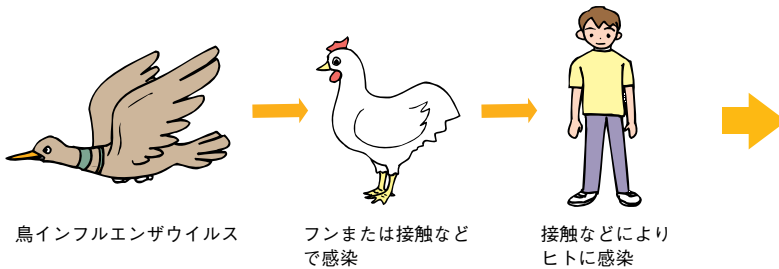 鳥インフルエンザウイルス
フンまたは接触など
で感染
接触などにより
ヒトに感染